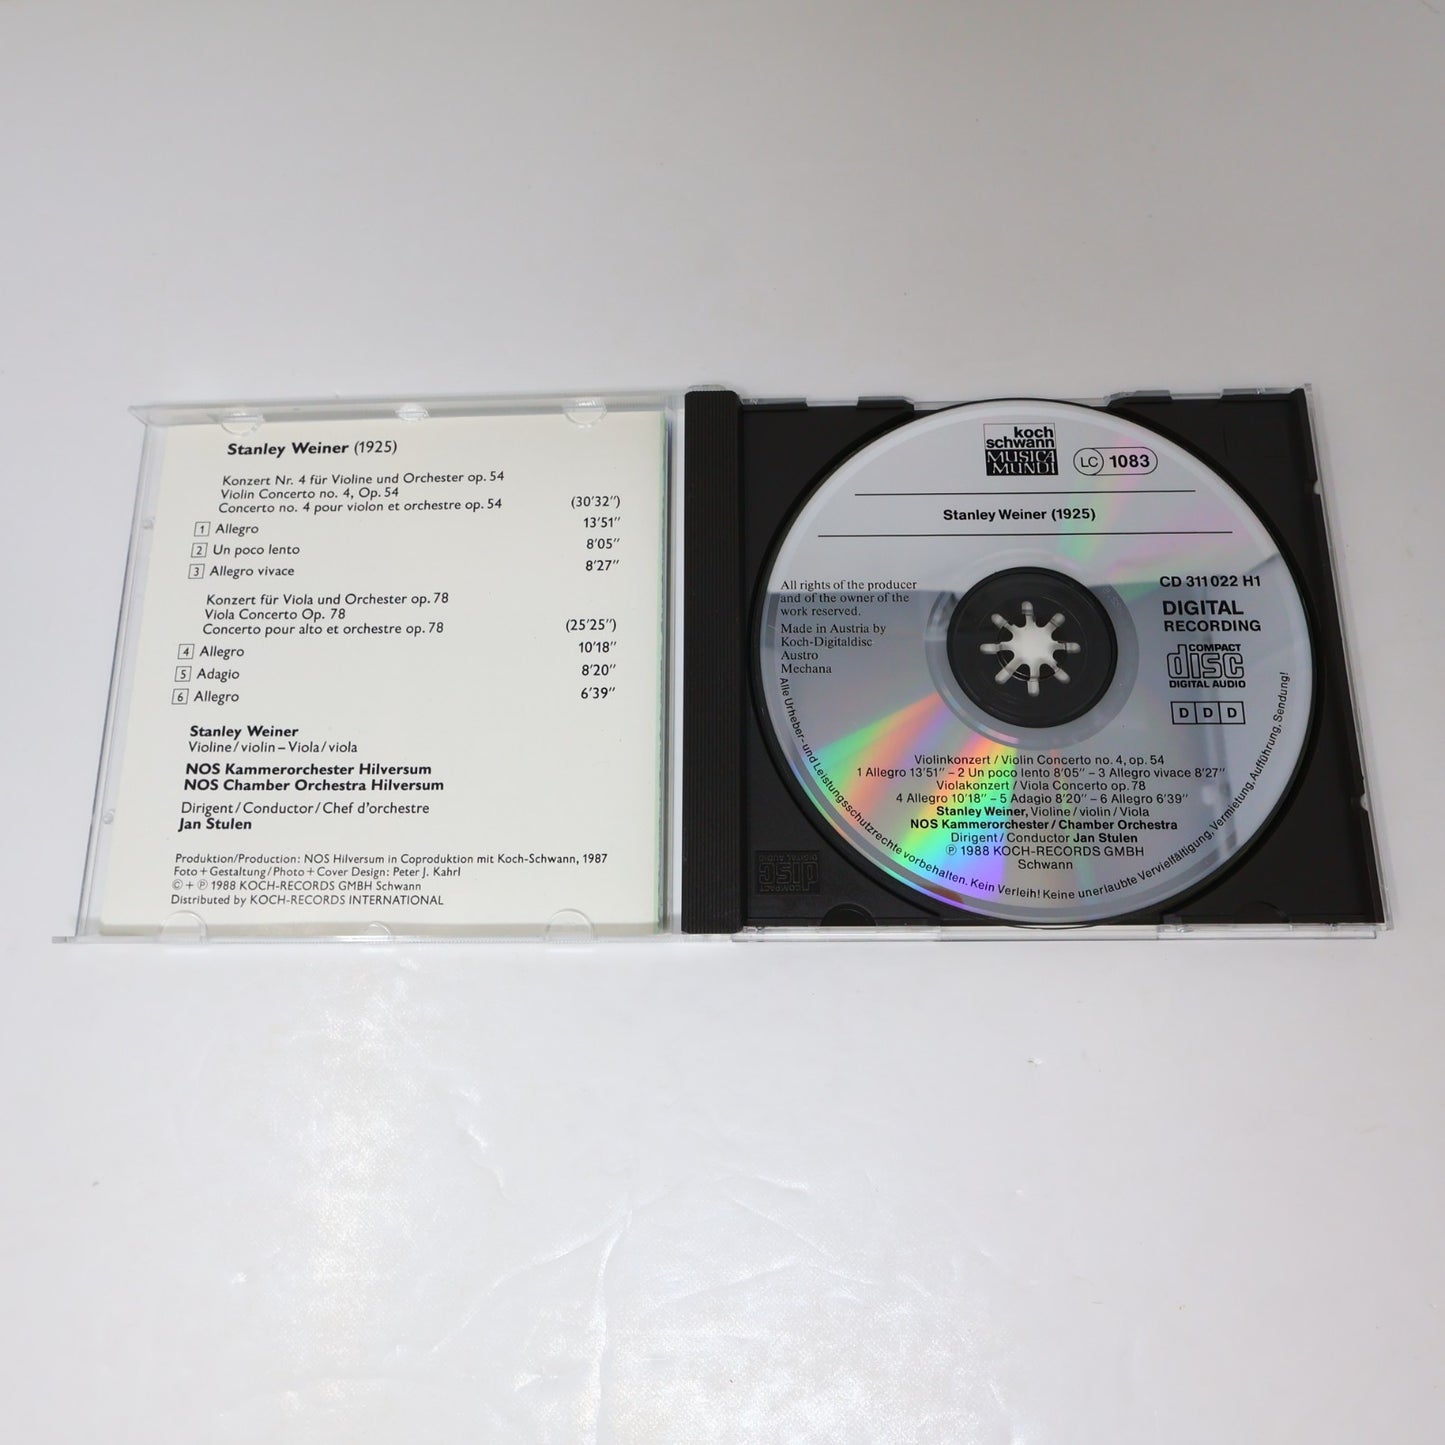 Stanley Weiner (1925)
Konzert Nr. 4 für Violine und Orchester op. 54
Violin Concerto no. 4, Op. 54
Concerto no. 4 pour violon et orchestre op. 54 (30'32")
1 Allegro 13'51"
2 Un poco lento 8'05"
3 Allegro vivace 8'27"
Konzert für Viola und Orchester op. 78
Viola Concerto Op. 78
Concerto pour alto et orchestre op. 78 (25'25")
4 Allegro 10'18"
5 Adagio 8'20"
6 Allegro 6'39"
Stanley Weiner
Violine/violin – Viola/viola
NOS Kammerorchester Hilversum
NOS Chamber Orchestra Hilversum
Dirigent/Conductor/Chef d'orchestre
Jan Stulen
Produktion/Production: NOS Hilversum in Coproduktion mit Koch-Schwann, 1987
Foto + Gestaltung/Photo + Cover Design: Peter J. Kahrl
© + ℗ 1988 KOCH-RECORDS GMBH Schwann
Distributed by KOCH-RECORDS INTERNATIONAL
koch
schwann
MUSICA
MUNDI
LC 1083
Stanley Weiner (1925)
All rights of the producer
and of the owner of the
work reserved.
Made in Austria by
Koch-Digitaldisc
Austro
Mechana
CD 311 022 H1
DIGITAL
RECORDING
COMPACT
disc
DIGITAL AUDIO
D D D
Violinkonzert / Violin Concerto no. 4, op. 54
1 Allegro 13'51" – 2 Un poco lento 8'05" – 3 Allegro vivace 8'27"
Violakonzert / Viola Concerto op. 78
4 Allegro 10'18" – 5 Adagio 8'20" – 6 Allegro 6'39"
Stanley Weiner, Violine / violin / Viola
NOS Kammerorchester / Chamber Orchestra
Dirigent / Conductor Jan Stulen
℗ 1988 KOCH-RECORDS GMBH
Schwann
Alle Urheber- und Leistungsschutzrechte vorbehalten. Kein Verleih! Keine unerlaubte Vervielfältigung, Vermietung, Aufführung, Sendung!
COMPACT
disc
DIGITAL AUDIO